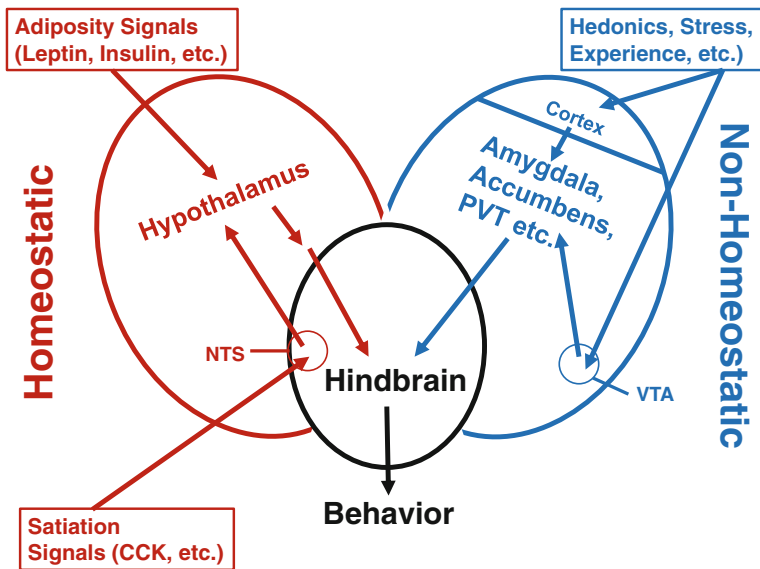 Adiposity Signals
(Leptin, Insulin, etc.)
Hedonics, Stress,
Experience, etc.)
Homeostatic
Non-Homeostatic
Cortex
Hypothalamus
Amygdala,
Accumbens,
PVT etc.
NTS
Hindbrain
VTA
Behavior
Satiation
Signals (CCK, etc.)